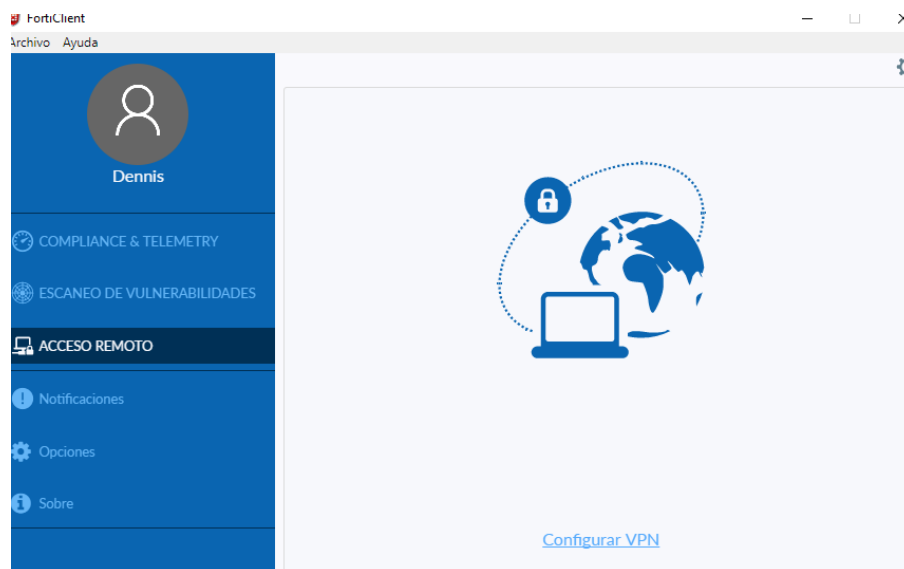 FortiClient
Archivo Ayuda
Dennis
COMPLIANCE & TELEMETRY
ESCANEO DE VULNERABILIDADES
ACCESO REMOTO
Notificaciones
Opciones
Sobre
Configurar VPN